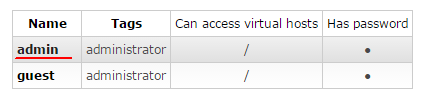 Name Tags Can access virtual hosts Has password
admin administrator / •
guest administrator / •